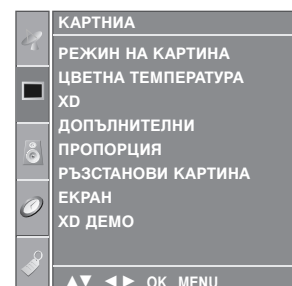 КАРТНИА
РЕЖИН НА КАРТИНА
ЦВЕТНА ТЕМПЕРАТУРА
XD
ДОПЪЛНИТЕЛНИ
ПРОПОРЦИЯ
РЪЗСТАНОВИ КАРТИНА
ЕКРАН
XD ДЕМО
▲▼ ◄► OK MENU